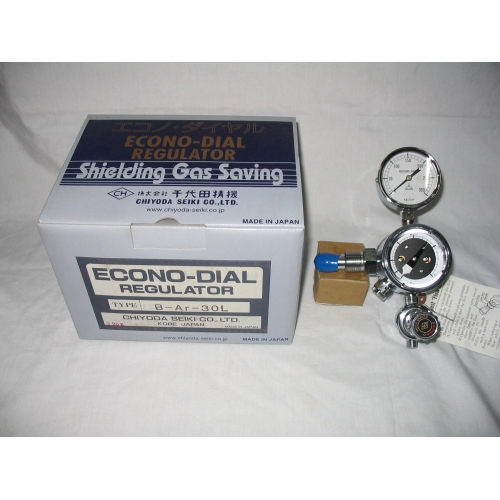 エコノ・ダイヤル
ECONO-DIAL
REGULATOR
Shielding Gas Saving
CH 株式会社 千代田精機
CHIYODA SEIKI CO.,LTD.
www.chiyoda-seiki.co.jp
MADE IN JAPAN
ECONO-DIAL
REGULATOR
TYPE B-Ar-30L
CHIYODA SEIKI CO.,LTD.
KOBE JAPAN
MADE IN JAPAN